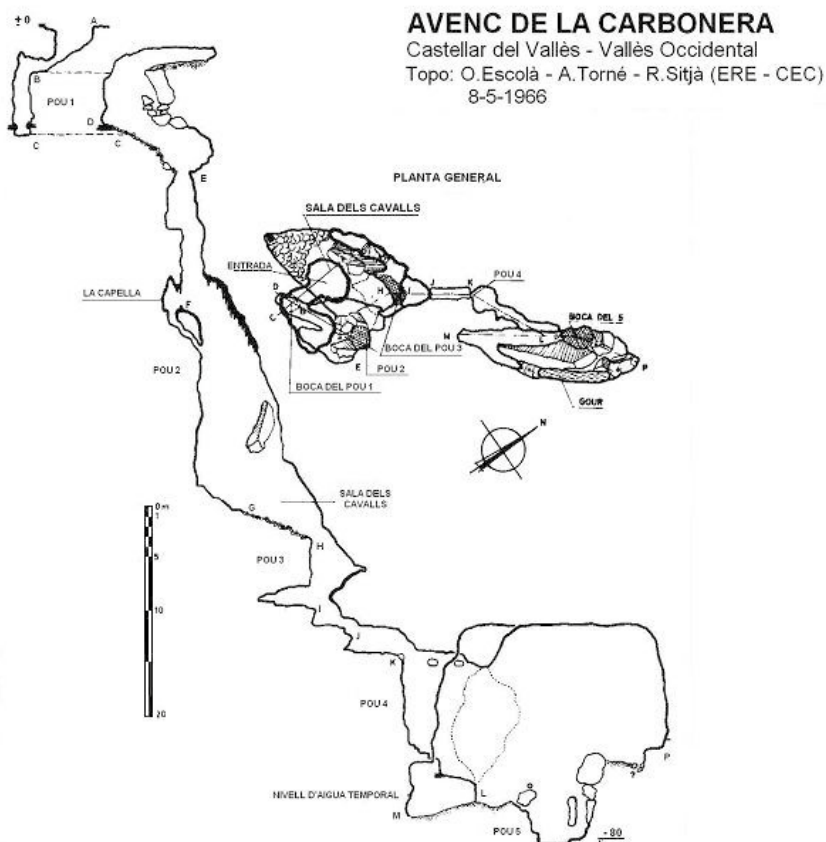 AVENC DE LA CARBONERA
Castellar del Vallès - Vallès Occidental
Topo: O.Escolà - A.Torné - R.Sitjà (ERE - CEC)
8-5-1966
± 0
A
B
POU 1
D
C
C
E
PLANTA GENERAL
SALA DELS CAVALLS
ENTRADA
D
C
B
H
I
J
K
POU 4
BOCA DEL 5
M
L
P
BOCA DEL POU 3
E
POU 2
BOCA DEL POU 1
GOUR
N
LA CAPELLA
F
POU 2
SALA DELS
CAVALLS
G
H
POU 3
0 m
1
5
10
20
I
J
K
POU 4
P
?
NIVELL D'AIGUA TEMPORAL
M
L
POU 5
- 80